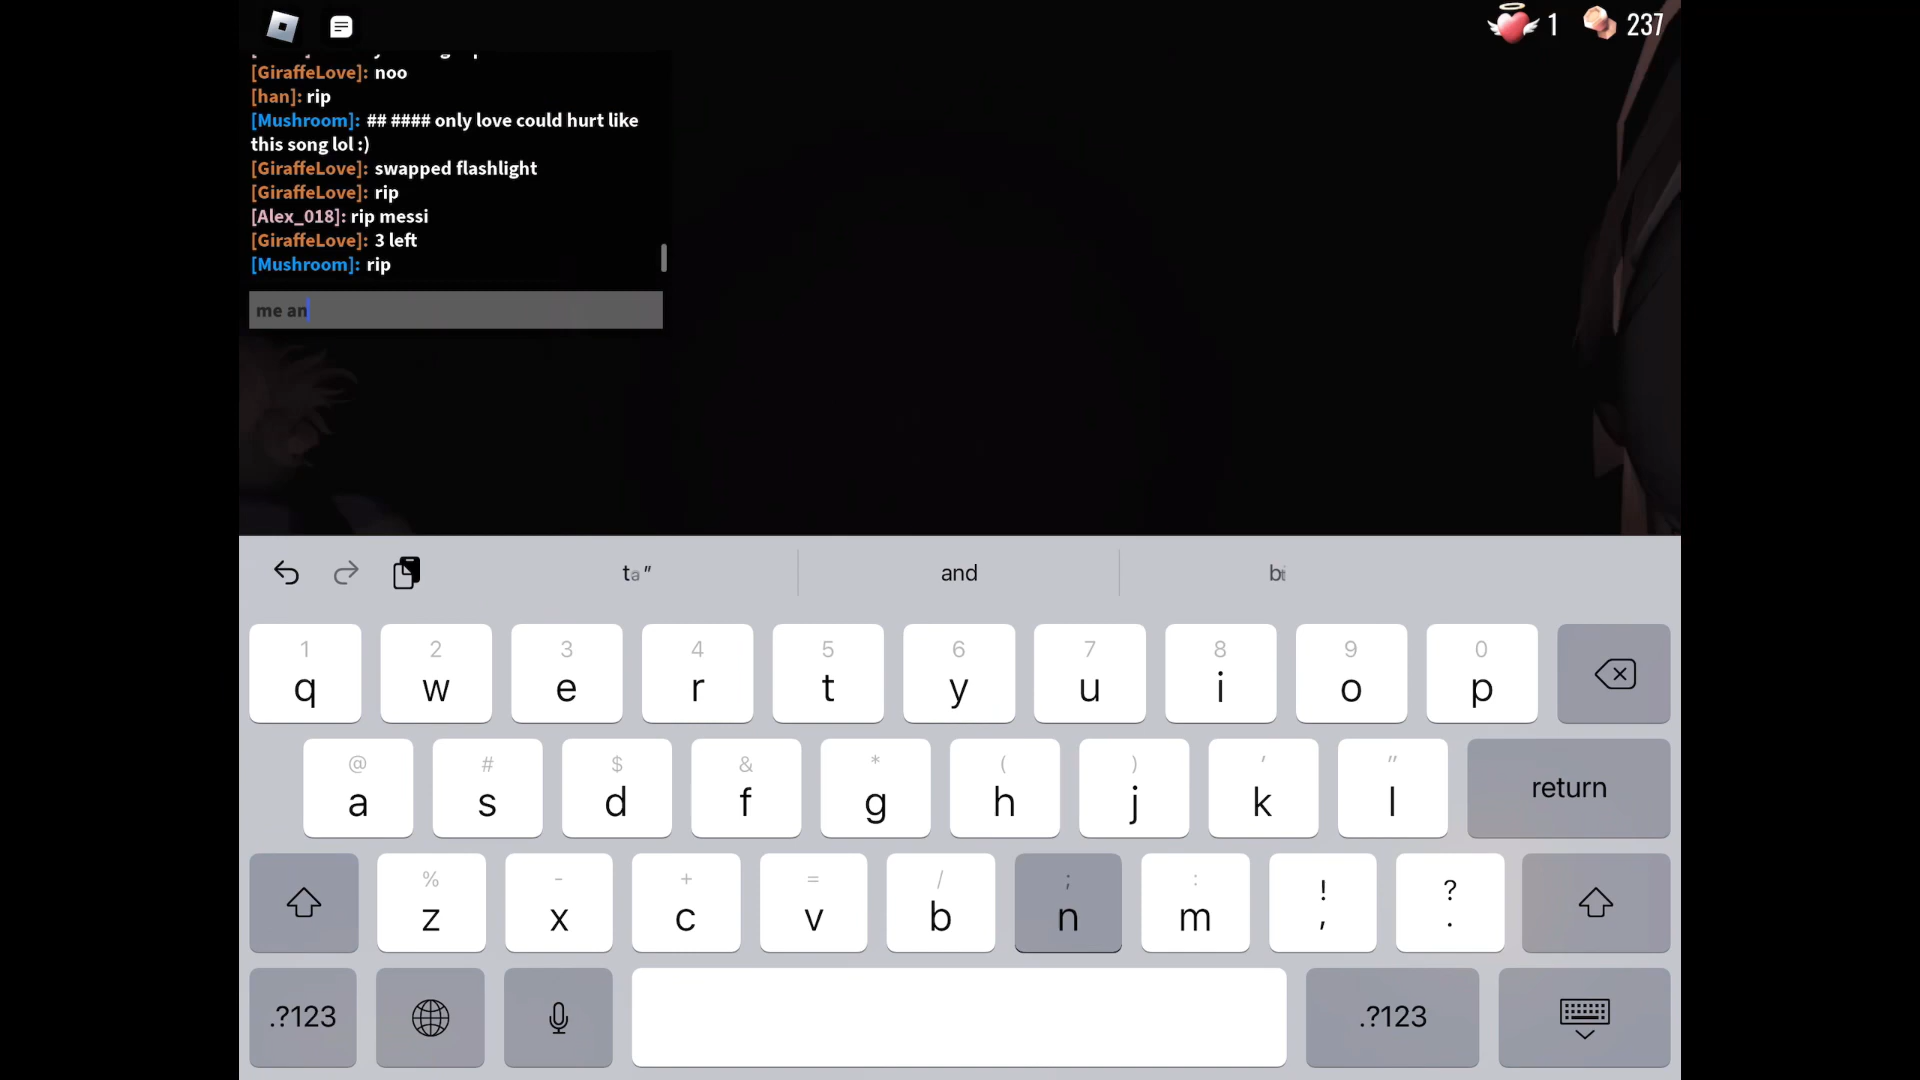 1 237
[GiraffeLove]: noo
[han]: rip
[Mushroom]: ## #### only love could hurt like
this song lol :)
[GiraffeLove]: swapped flashlight
[GiraffeLove]: rip
[Alex_018]: rip messi
[GiraffeLove]: 3 left
[Mushroom]: rip
me an
and
1 2 3 4 5 6 7 8 9 0
q w e r t y u i o p
@ # $ & * ( ) ' "
a s d f g h j k l return
% - + = / ; : ! ?
z x c v b n m , .
.?123 .?123